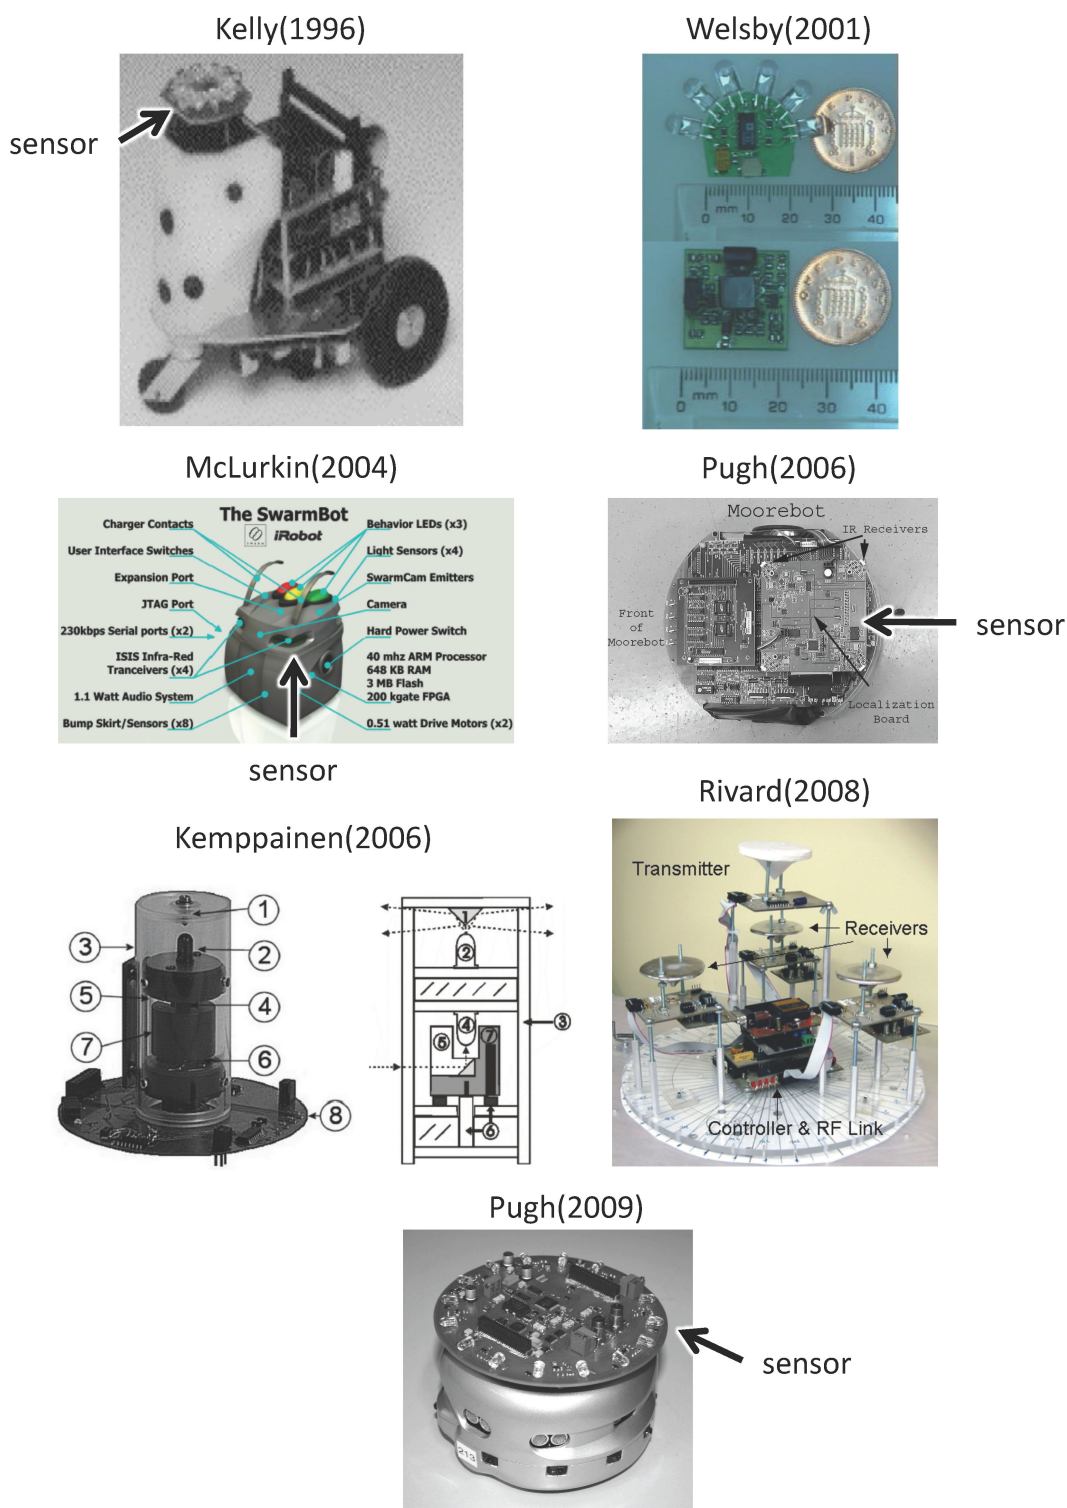 Kelly(1996)
sensor
Welsby(2001)
0 mm 10 20 30 40
ONE PENNY
0 mm 10 20 30 40
McLurkin(2004)
The SwarmBot
iRobot
Charger Contacts
User Interface Switches
Expansion Port
JTAG Port
230kbps Serial ports (x2)
ISIS Infra-Red
Tranceivers (x4)
1.1 Watt Audio System
Bump Skirt/Sensors (x8)
Behavior LEDs (x3)
Light Sensors (x4)
SwarmCam Emitters
Camera
Hard Power Switch
40 mhz ARM Processor
648 KB RAM
3 MB Flash
200 kgate FPGA
0.51 watt Drive Motors (x2)
sensor
Pugh(2006)
Moorebot
IR Receivers
Front
of
Moorebot
Localization
Board
sensor
Kemppainen(2006)
1
2
3
4
5
6
7
8
1
2
3
4
5
6
7
Rivard(2008)
Transmitter
Receivers
Controller & RF Link
Pugh(2009)
213
sensor